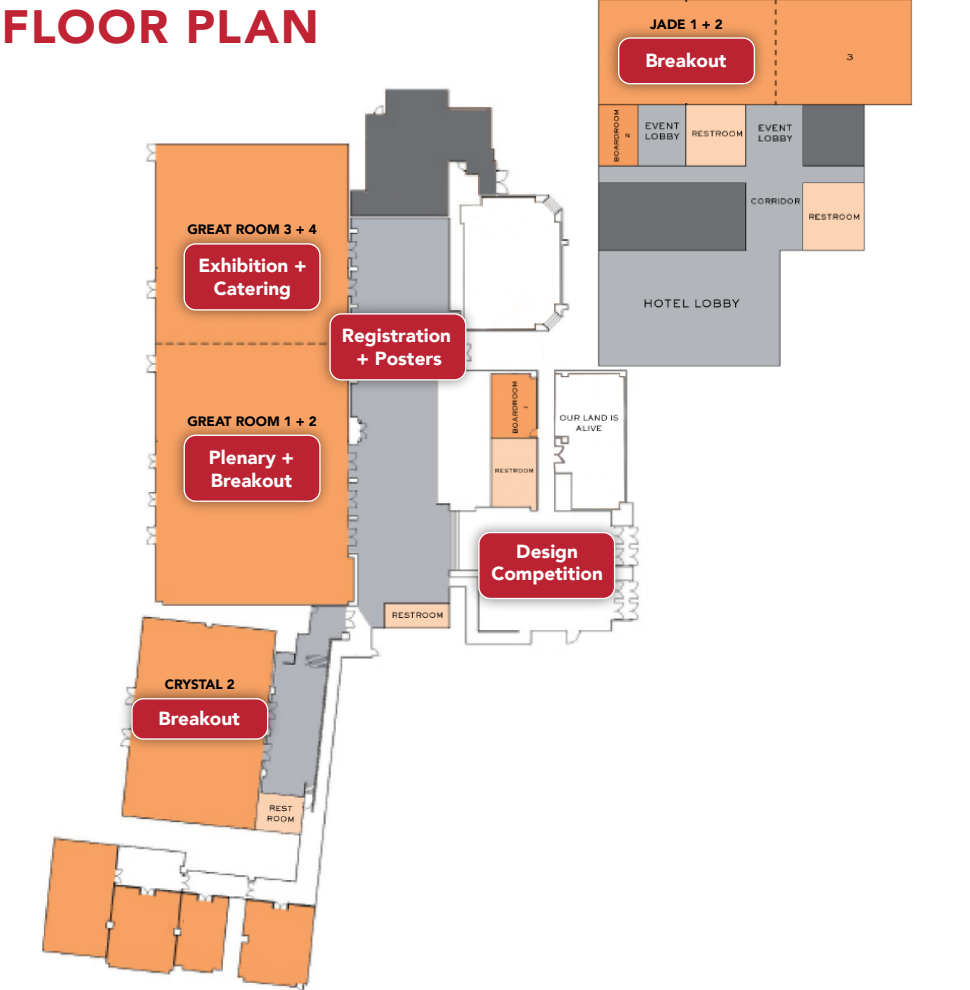 FLOOR PLAN
JADE 1 + 2
Breakout
3
BOARDROOM
4
EVENT
LOBBY
RESTROOM
EVENT
LOBBY
CORRIDOR
RESTROOM
HOTEL LOBBY
GREAT ROOM 3 + 4
Exhibition +
Catering
Registration
+ Posters
GREAT ROOM 1 + 2
Plenary +
Breakout
BOARDROOM
1
RESTROOM
OUR LAND IS
ALIVE
Design
Competition
RESTROOM
CRYSTAL 2
Breakout
REST
ROOM